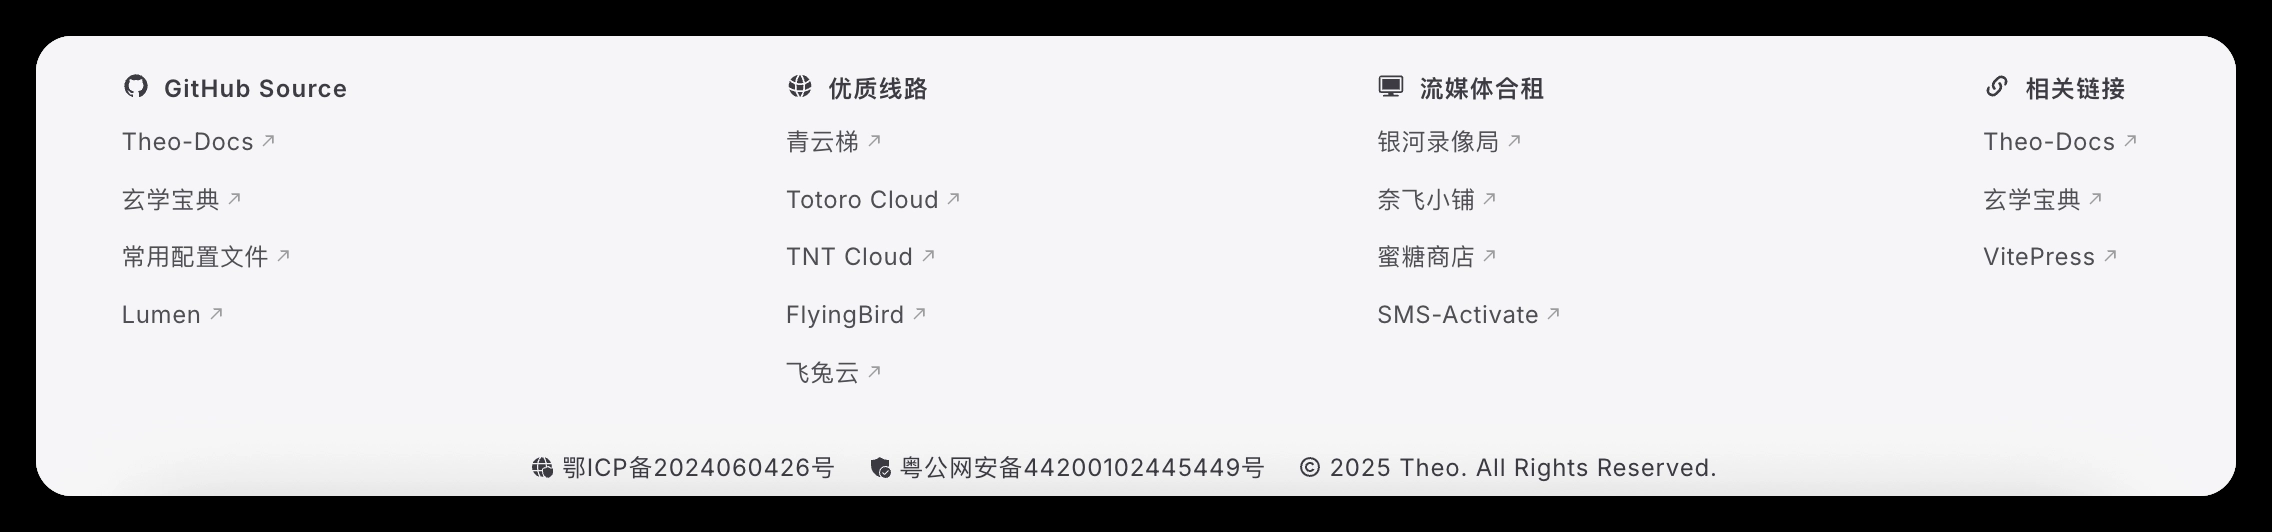 GitHub Source
Theo-Docs
玄学宝典
常用配置文件
Lumen
优质线路
青云梯
Totoro Cloud
TNT Cloud
FlyingBird
飞兔云
流媒体合租
银河录像局
奈飞小铺
蜜糖商店
SMS-Activate
相关链接
Theo-Docs
玄学宝典
VitePress
鄂ICP备2024060426号 粤公网安备44200102445449号 © 2025 Theo. All Rights Reserved.